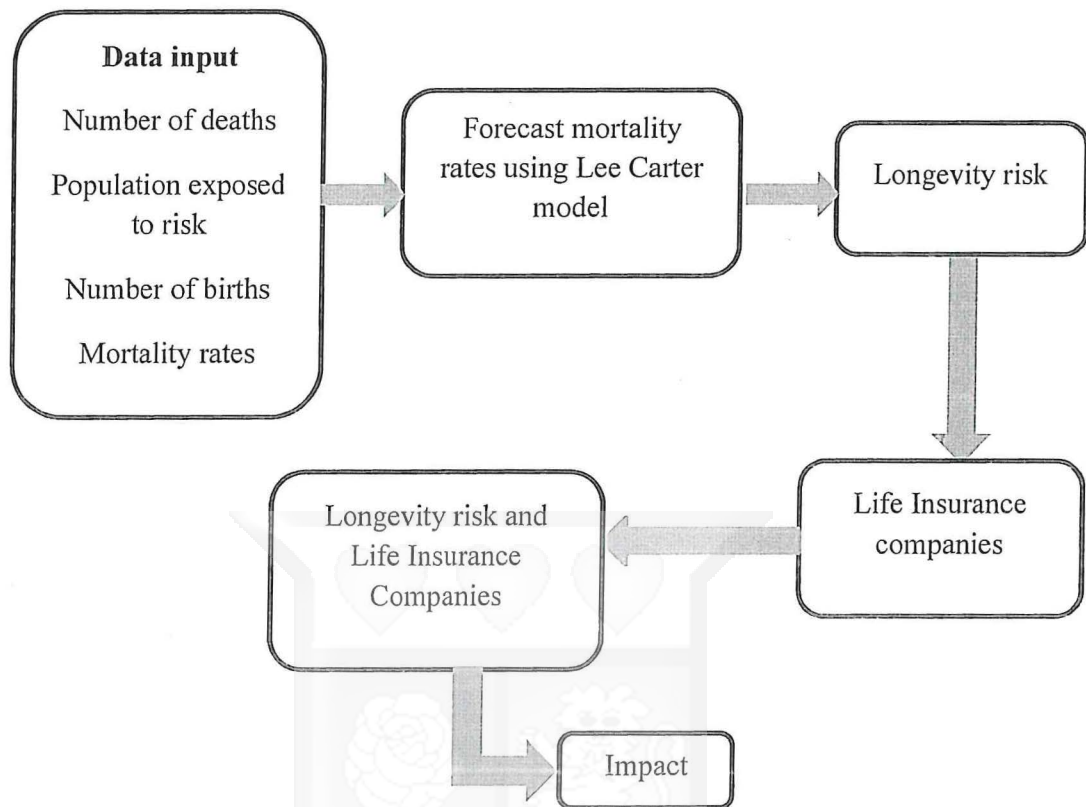 Data input
Number of deaths
Population exposed
to risk
Number of births
Mortality rates
Forecast mortality
rates using Lee Carter
model
Longevity risk
Life Insurance
companies
Longevity risk and
Life Insurance
Companies
Impact